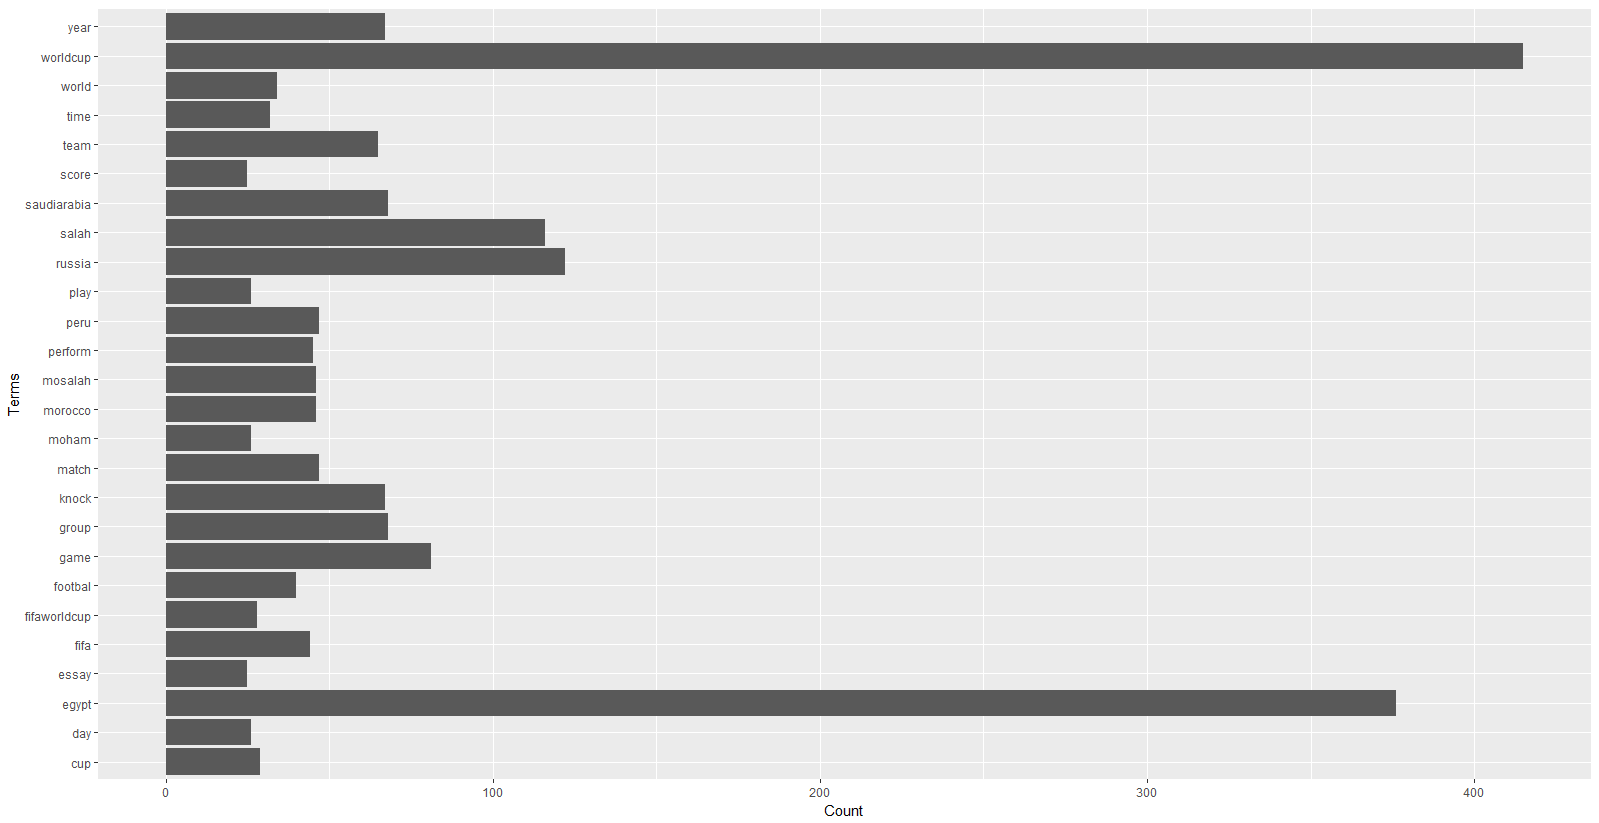 year
worldcup
world
time
team
score
saudiarabia
salah
russia
play
peru
perform
mosalah
morocco
moham
match
knock
group
game
footbal
fifaworldcup
fifa
essay
egypt
day
cup
Terms
0 100 200 300 400
Count